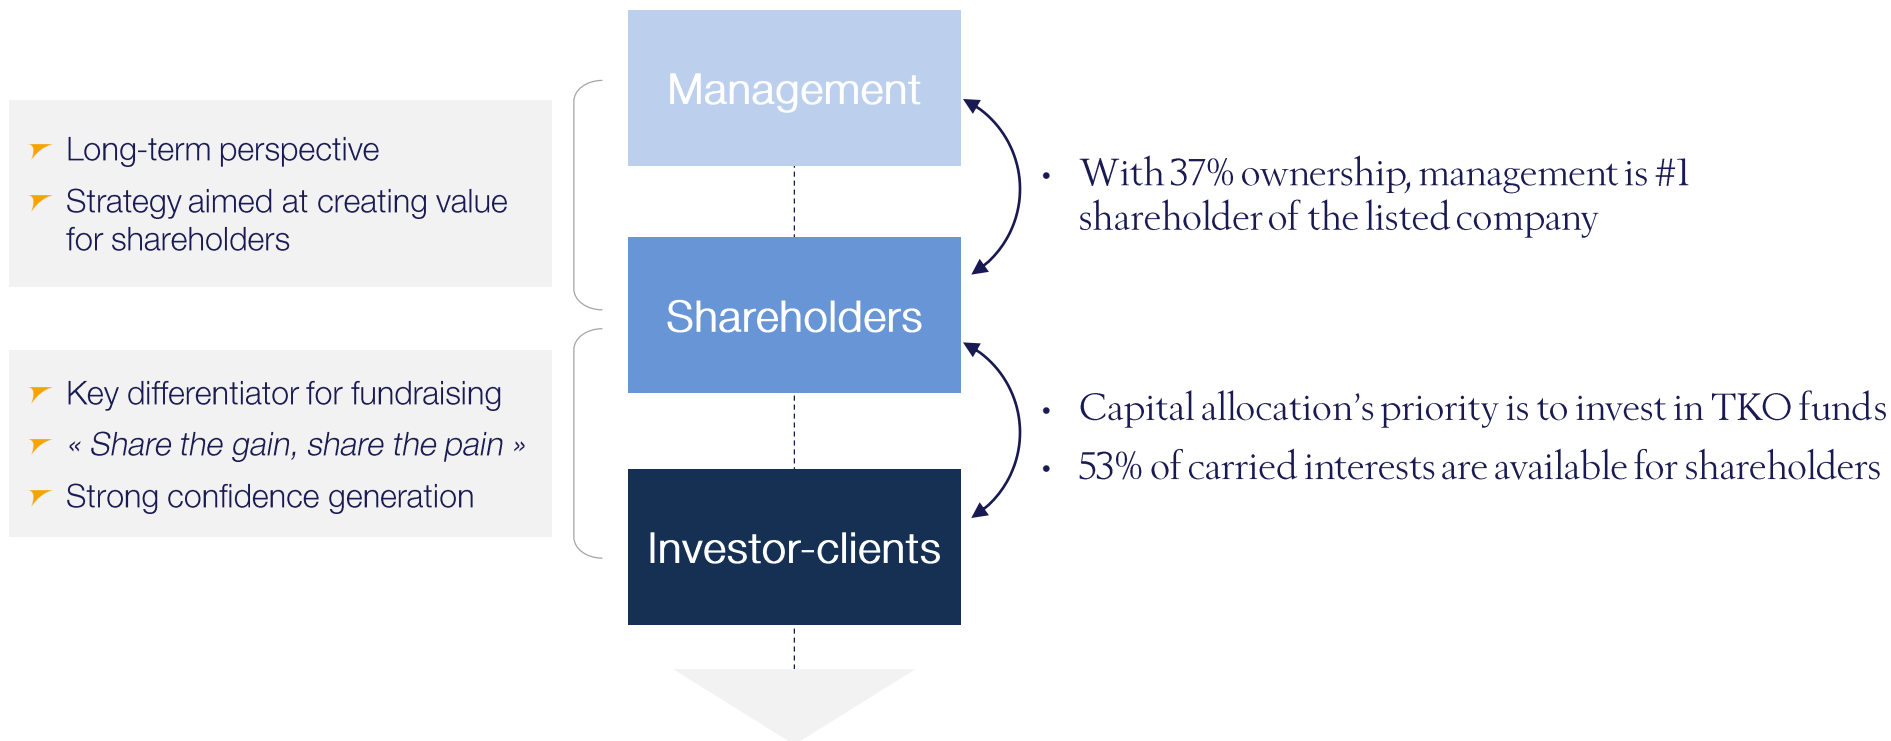 Management
Long-term perspective
Strategy aimed at creating value
for shareholders
• With 37% ownership, management is #1
shareholder of the listed company
Shareholders
Key differentiator for fundraising
« Share the gain, share the pain »
Strong confidence generation
• Capital allocation’s priority is to invest in TKO funds
• 53% of carried interests are available for shareholders
Investor-clients